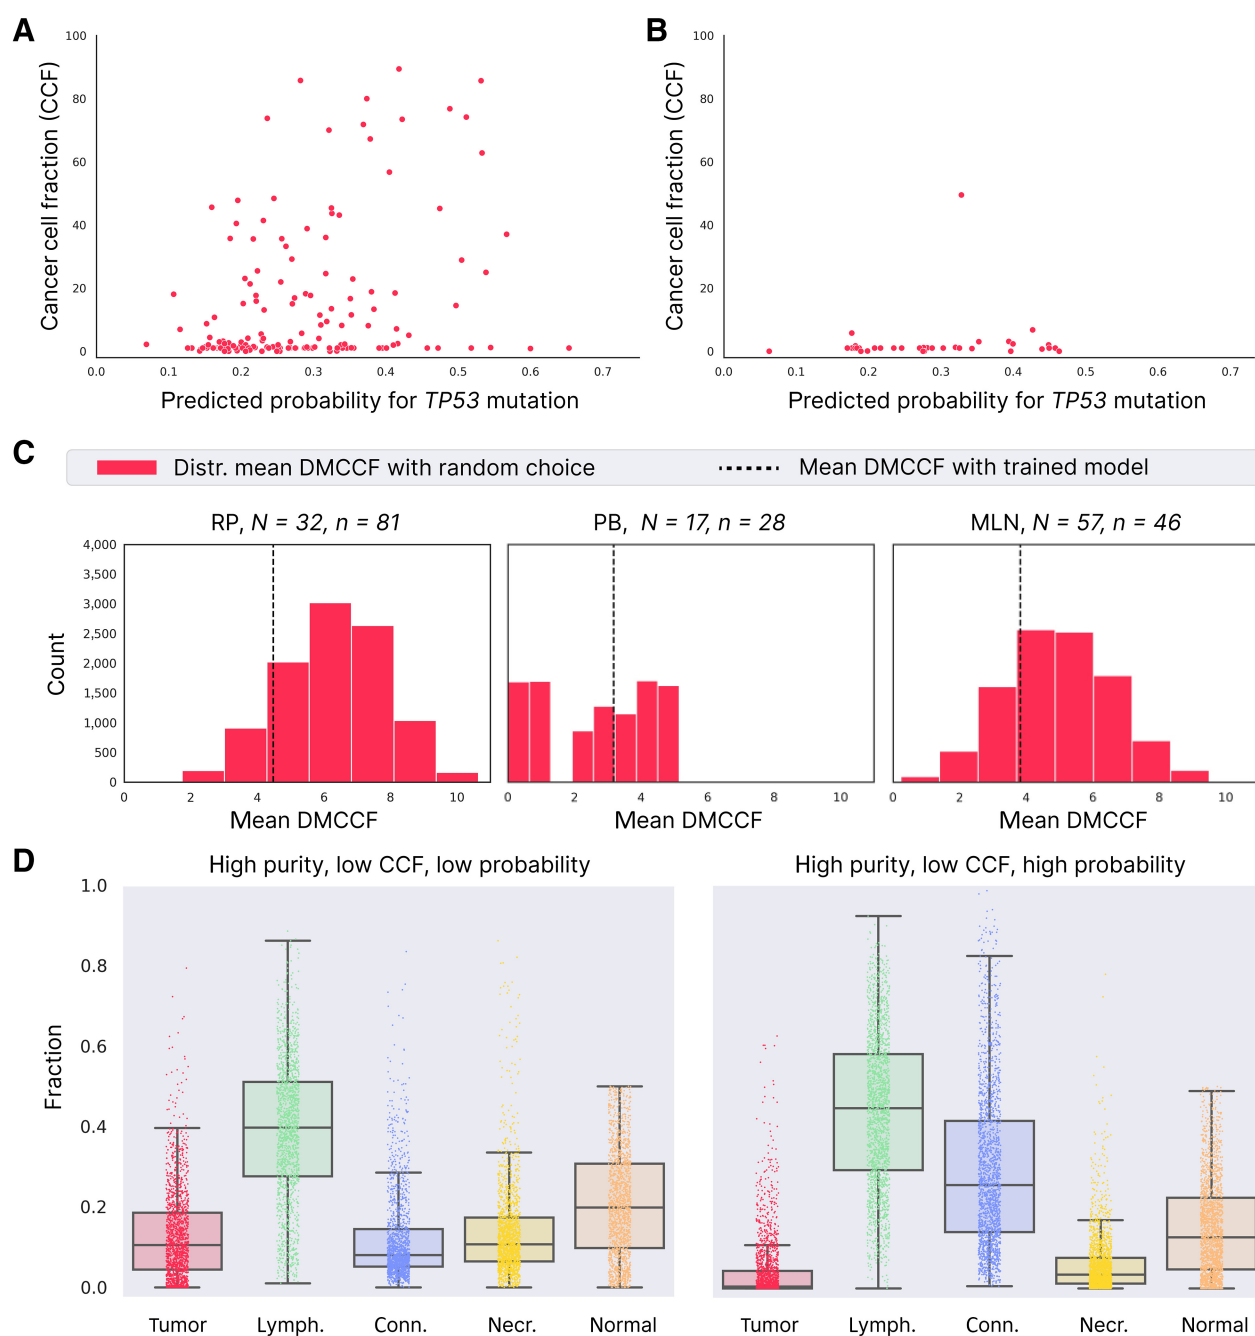 A
B
100
80
60
40
20
0
Cancer cell fraction (CCF)
0.0 0.1 0.2 0.3 0.4 0.5 0.6 0.7
Predicted probability for TP53 mutation
100
80
60
40
20
0
Cancer cell fraction (CCF)
0.0 0.1 0.2 0.3 0.4 0.5 0.6 0.7
Predicted probability for TP53 mutation
C
Distr. mean DMCCF with random choice
Mean DMCCF with trained model
RP, N = 32, n = 81
PB, N = 17, n = 28
MLN, N = 57, n = 46
4,000
3,500
3,000
2,500
2,000
1,500
1,000
500
0
Count
0 2 4 6 8 10
0 2 4 6 8 10
0 2 4 6 8 10
Mean DMCCF
Mean DMCCF
Mean DMCCF
D
High purity, low CCF, low probability
High purity, low CCF, high probability
1.0
0.8
0.6
0.4
0.2
0.0
Fraction
Tumor Lymph. Conn. Necr. Normal
Tumor Lymph. Conn. Necr. Normal